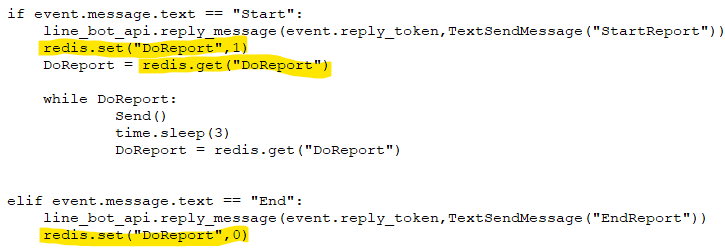 if event.message.text == "Start":
    line_bot_api.reply_message(event.reply_token,TextSendMessage("StartReport"))
    redis.set("DoReport",1)
    DoReport = redis.get("DoReport")

    while DoReport:
            Send()
            time.sleep(3)
            DoReport = redis.get("DoReport")


elif event.message.text == "End":
    line_bot_api.reply_message(event.reply_token,TextSendMessage("EndReport"))
    redis.set("DoReport",0)